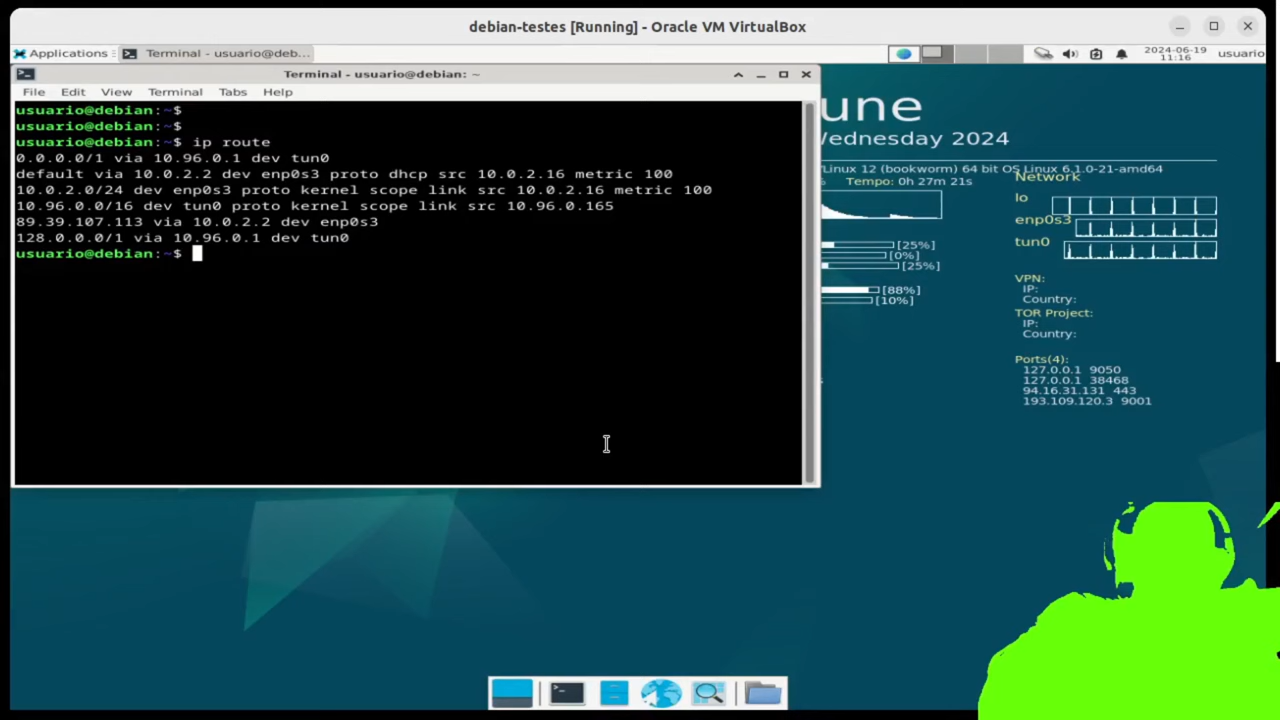 debian-testes [Running] - Oracle VM VirtualBox
Applications
Terminal - usuario@deb...
2024-06-19
11:16
usuario
Terminal - usuario@debian: ~
File Edit View Terminal Tabs Help
usuario@debian:~$
usuario@debian:~$
usuario@debian:~$ ip route
0.0.0.0/1 via 10.96.0.1 dev tun0
default via 10.0.2.2 dev enp0s3 proto dhcp src 10.0.2.16 metric 100
10.0.2.0/24 dev enp0s3 proto kernel scope link src 10.0.2.16 metric 100
10.96.0.0/16 dev tun0 proto kernel scope link src 10.96.0.165
89.39.107.113 via 10.0.2.2 dev enp0s3
128.0.0.0/1 via 10.96.0.1 dev tun0
usuario@debian:~$
une
Wednesday 2024
/Linux 12 (bookworm) 64 bit OS Linux 6.1.0-21-amd64
% Tempo: 0h 27m 21s
[25%]
[0%]
[25%]
[88%]
[10%]
Network
lo
enp0s3
tun0
VPN:
IP:
Country:
TOR Project:
IP:
Country:
Ports(4):
127.0.0.1 9050
127.0.0.1 38468
94.16.31.131 443
193.109.120.3 9001